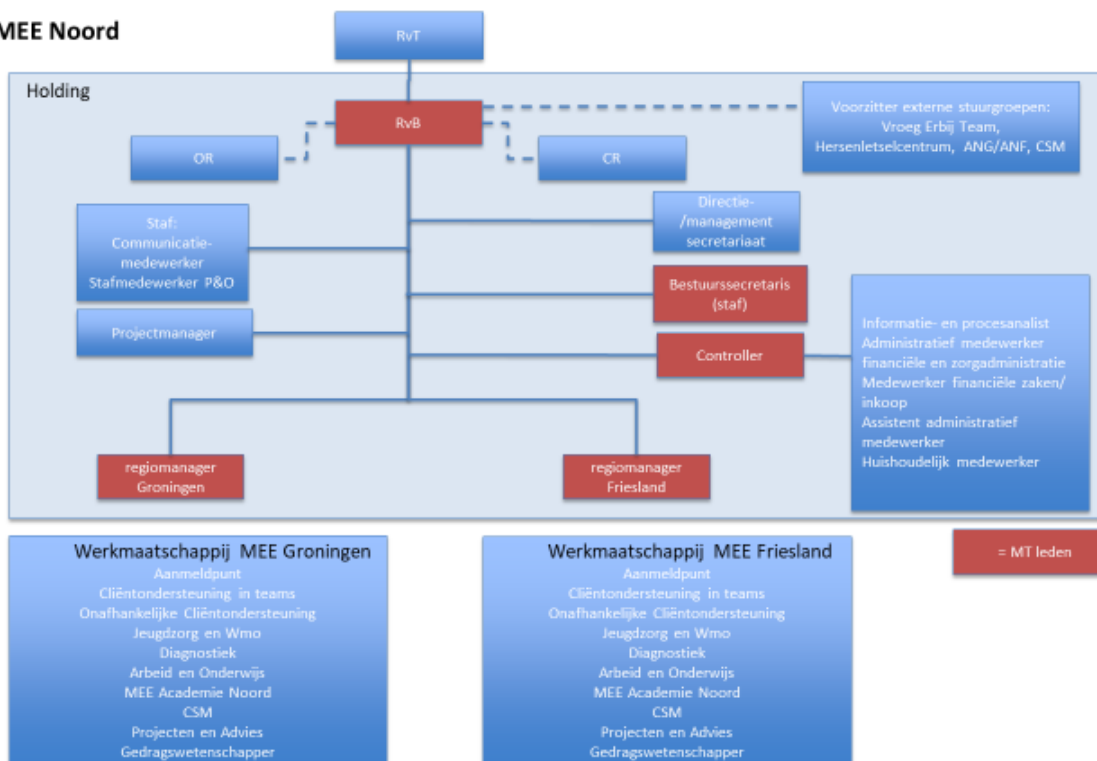 MEE Noord
RvT
Holding
RvB
Voorzitter externe stuurgroepen:
Vroeg Erbij Team,
Hersenletselcentrum, ANG/ANF, CSM
OR
CR
Staf:
Communicatie-
medewerker
Stafmedewerker P&O
Directie-
/management
secretariaat
Bestuurssecretaris
(staf)
Projectmanager
Controller
Informatie- en procesanalist
Administratief medewerker
financiële en zorgadministratie
Medewerker financiële zaken/
inkoop
Assistent administratief
medewerker
Huishoudelijk medewerker
regiomanager
Groningen
regiomanager
Friesland
Werkmaatschappij MEE Groningen
Aanmeldpunt
Cliëntondersteuning in teams
Onafhankelijke Cliëntondersteuning
Jeugdzorg en Wmo
Diagnostiek
Arbeid en Onderwijs
MEE Academie Noord
CSM
Projecten en Advies
Gedragswetenschapper
Werkmaatschappij MEE Friesland
Aanmeldpunt
Cliëntondersteuning in teams
Onafhankelijke Cliëntondersteuning
Jeugdzorg en Wmo
Diagnostiek
Arbeid en Onderwijs
MEE Academie Noord
CSM
Projecten en Advies
Gedragswetenschapper
= MT leden